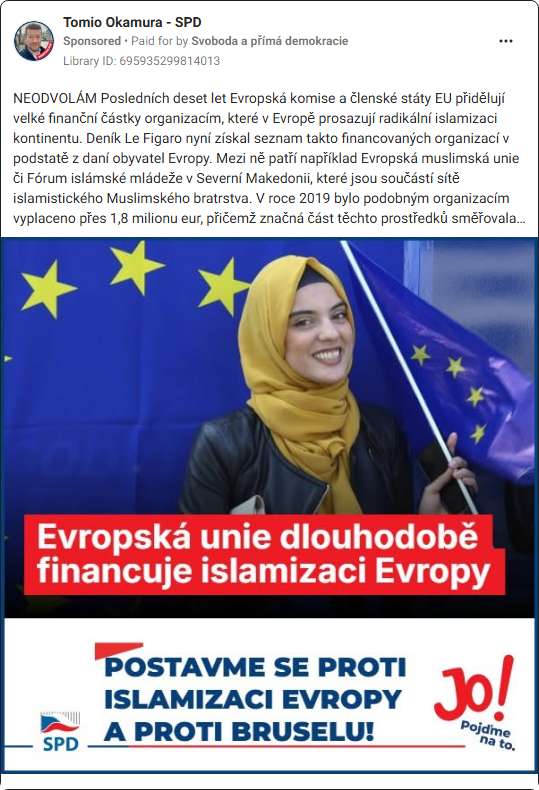 Tomio Okamura - SPD
Sponsored • Paid for by Svoboda a přímá demokracie
Library ID: 695935299814013
NEODVOLÁM Posledních deset let Evropská komise a členské státy EU přidělují
velké finanční částky organizacím, které v Evropě prosazují radikální islamizaci
kontinentu. Deník Le Figaro nyní získal seznam takto financovaných organizací v
podstatě z daní obyvatel Evropy. Mezi ně patří například Evropská muslimská unie
či Fórum islámské mládeže v Severní Makedonii, které jsou součástí sítě
islamistického Muslimského bratrstva. V roce 2019 bylo podobným organizacím
vyplaceno přes 1,8 milionu eur, přičemž značná část těchto prostředků směřovala...
Evropská unie dlouhodobě
financuje islamizaci Evropy
POSTAVME SE PROTI
ISLAMIZACI EVROPY
A PROTI BRUSELU!
SPD
Jo!
Pojďme
na to.